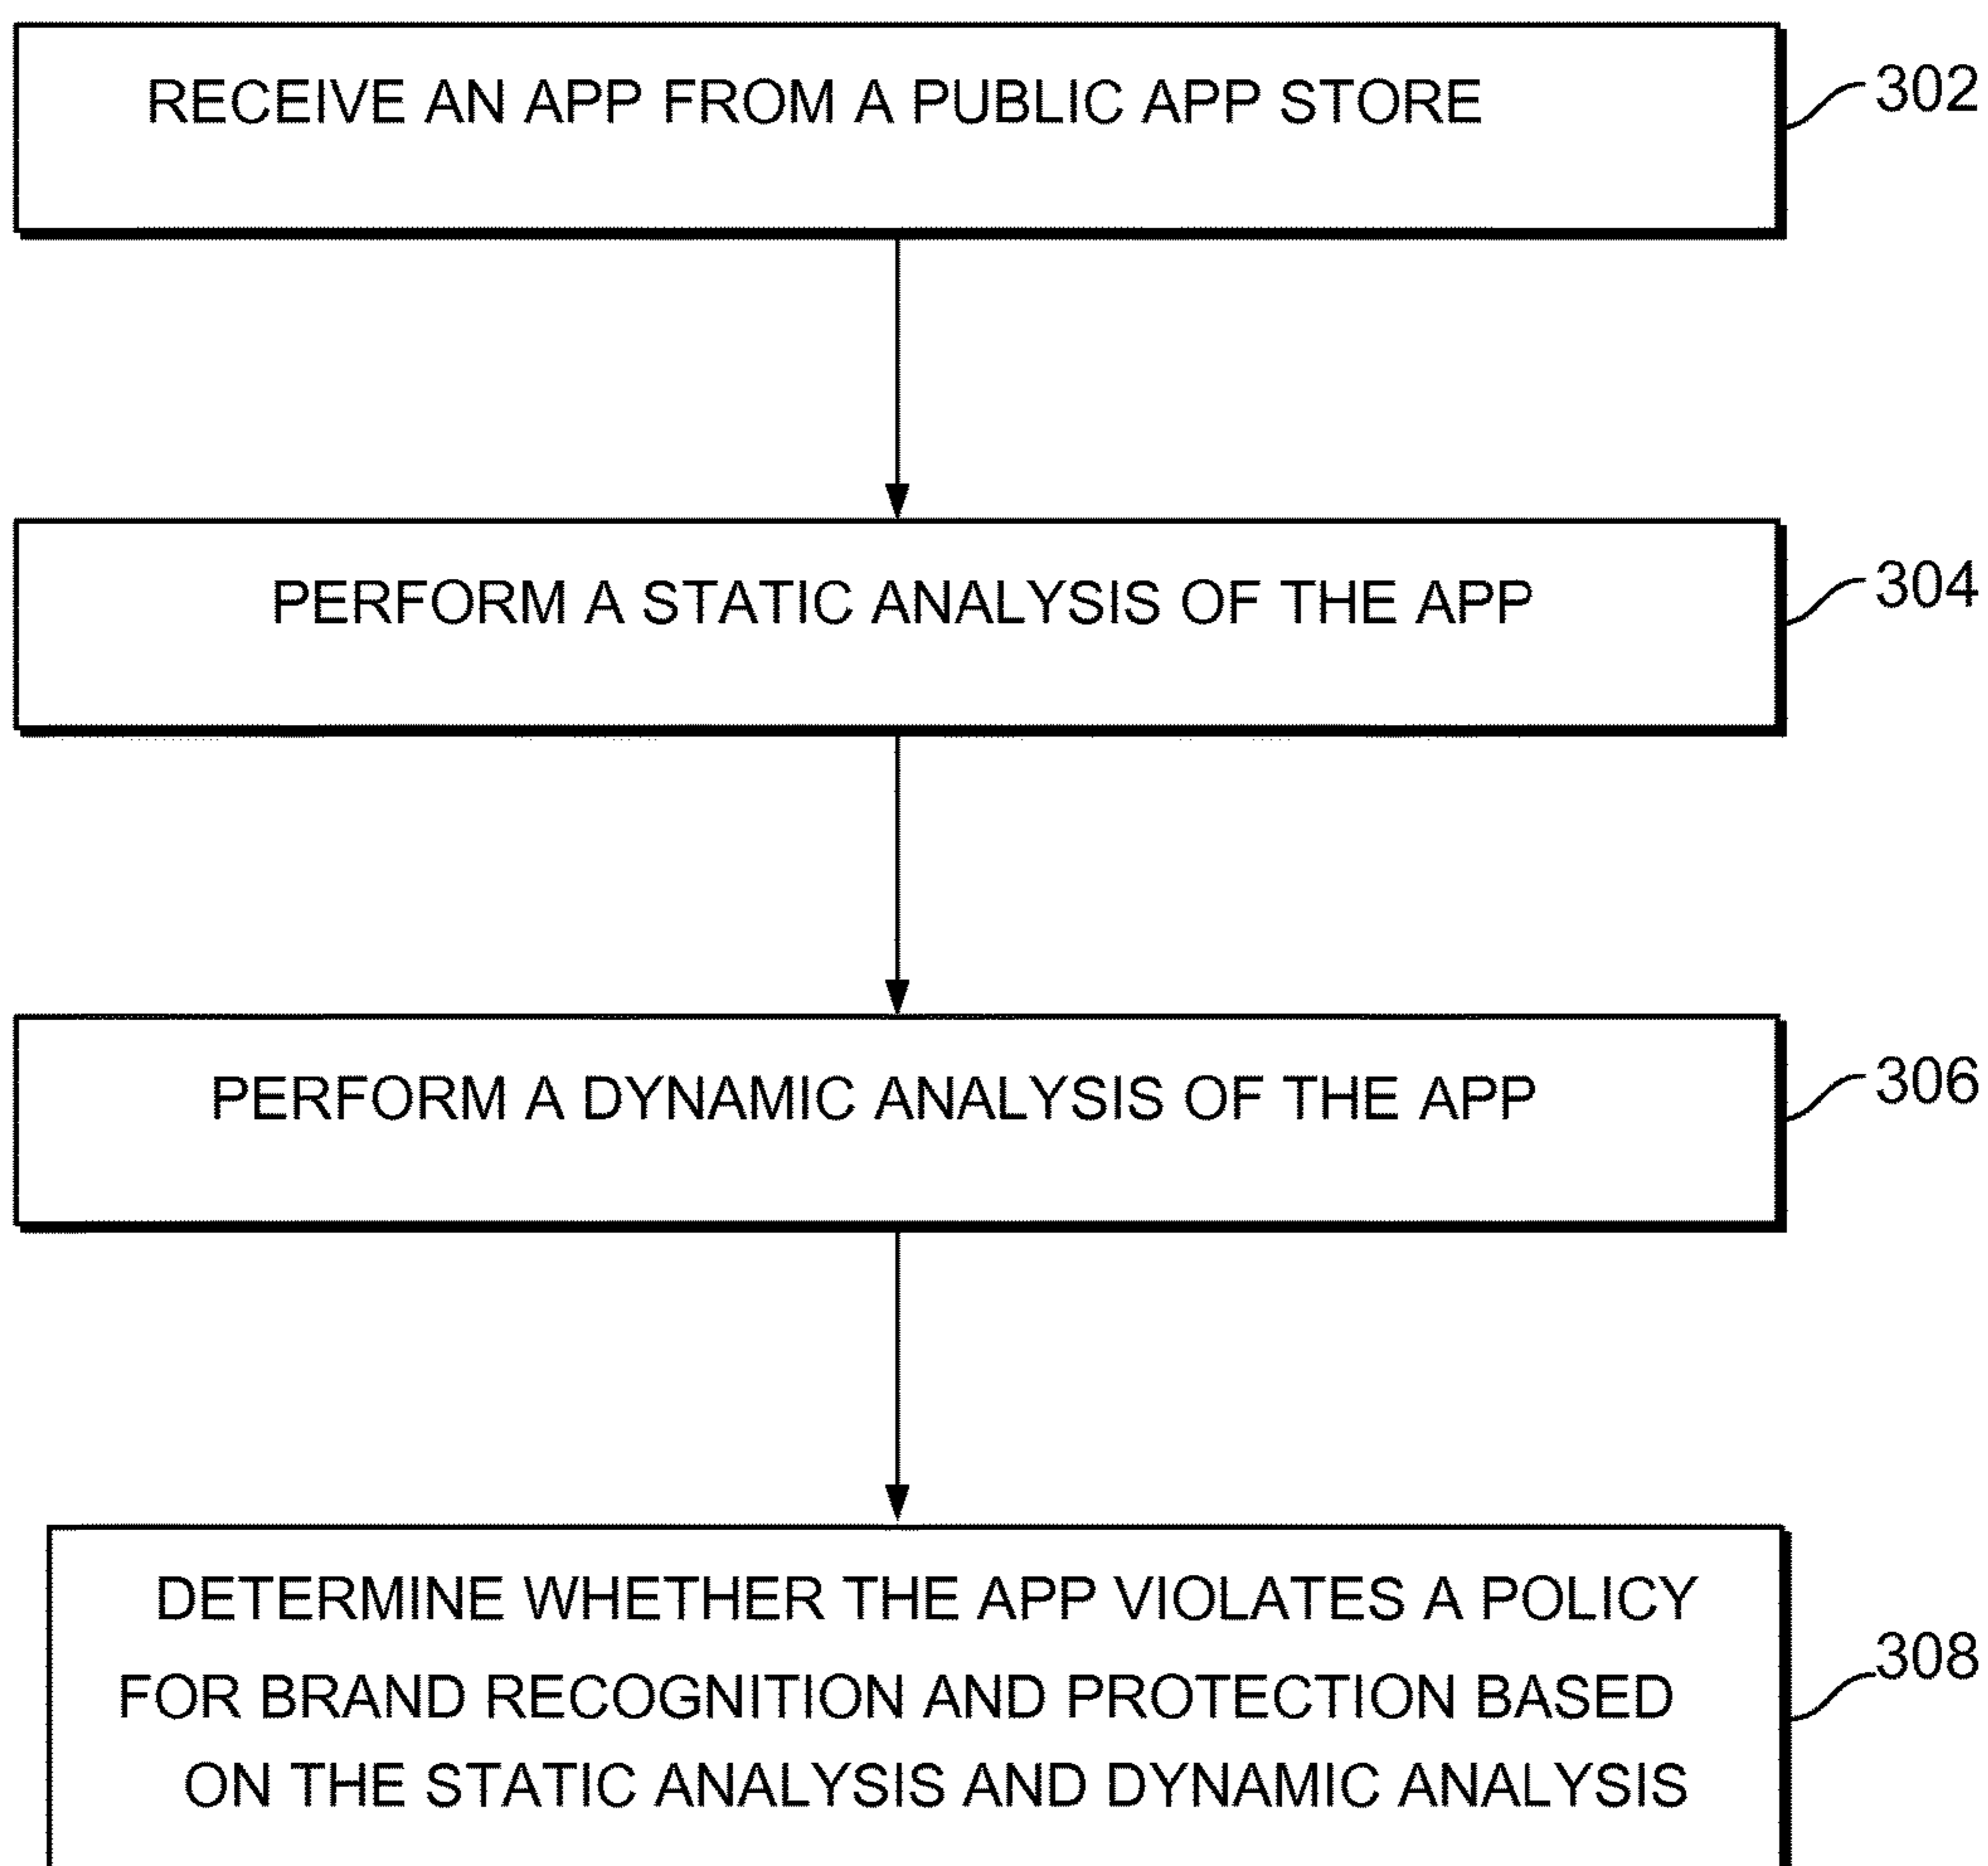 RECEIVE AN APP FROM A PUBLIC APP STORE
302
PERFORM A STATIC ANALYSIS OF THE APP
304
PERFORM A DYNAMIC ANALYSIS OF THE APP
306
DETERMINE WHETHER THE APP VIOLATES A POLICY
FOR BRAND RECOGNITION AND PROTECTION BASED
ON THE STATIC ANALYSIS AND DYNAMIC ANALYSIS
308